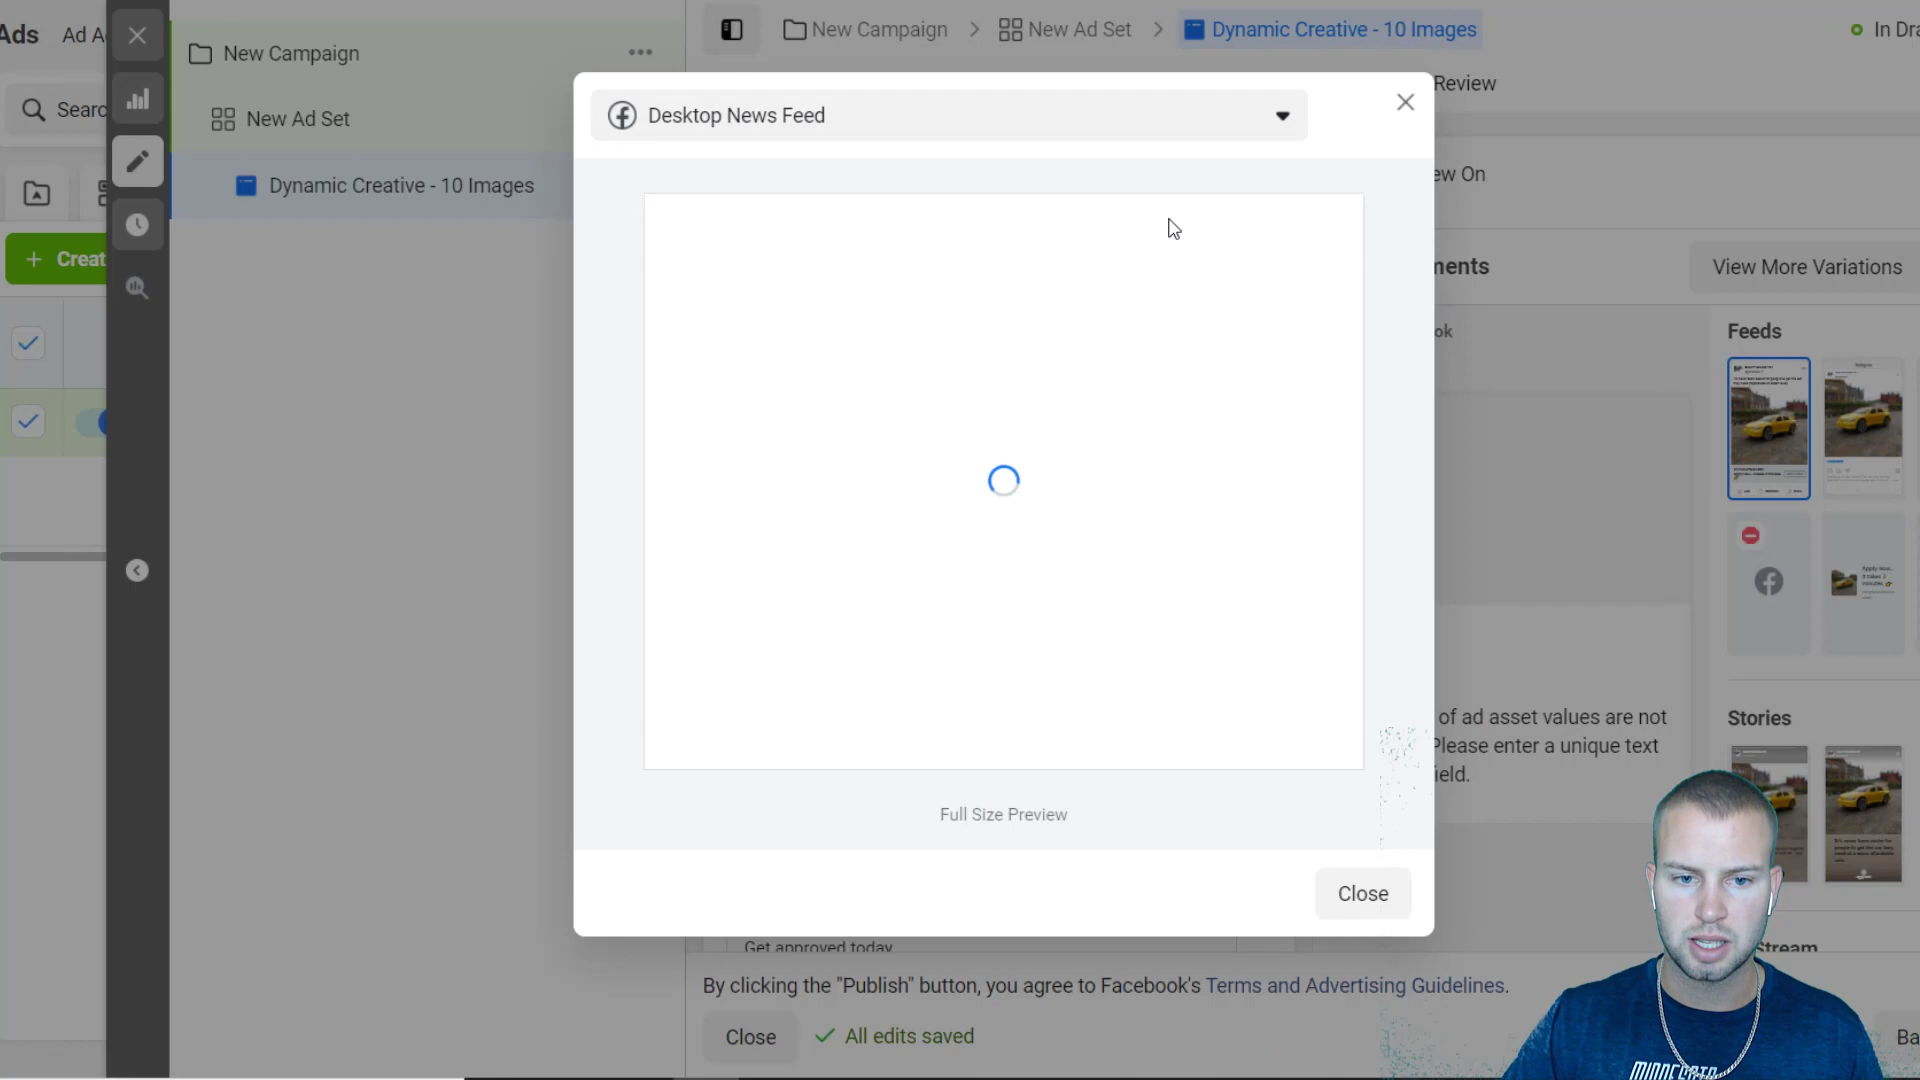 Ads
Ad A
New Campaign
New Campaign
New Ad Set
Dynamic Creative - 10 Images
In Dra
Review
Searc
New Ad Set
Desktop News Feed
ew On
Dynamic Creative - 10 Images
Creat
ments
View More Variations
ok
Feeds
of ad asset values are not
Please enter a unique text
ield.
Stories
Full Size Preview
Close
Get approved today
Stream
By clicking the "Publish" button, you agree to Facebook's Terms and Advertising Guidelines.
Close
All edits saved
Ba
MINNESOTA